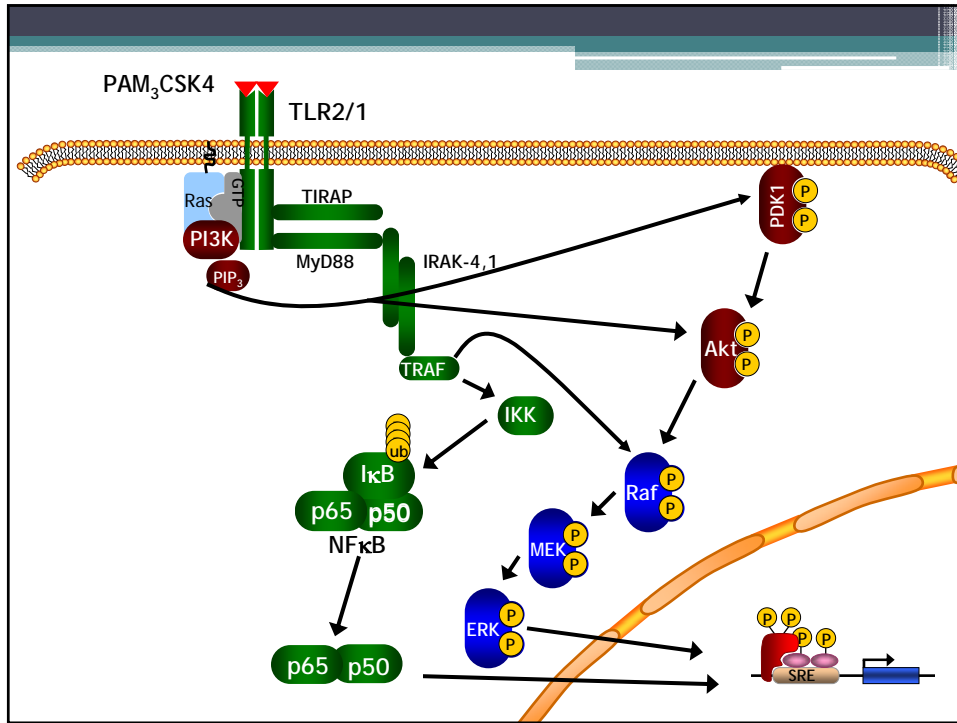 PAM₃CSK4
TLR2/1
Ras
GTP
TIRAP
PI3K
MyD88
IRAK-4,1
PIP₃
PDK1
P
P
Akt
P
P
TRAF
IKK
ub
IκB
p65
p50
NFκB
Raf
P
P
MEK
P
P
ERK
P
P
p65
p50
P
P
P
P
SRE